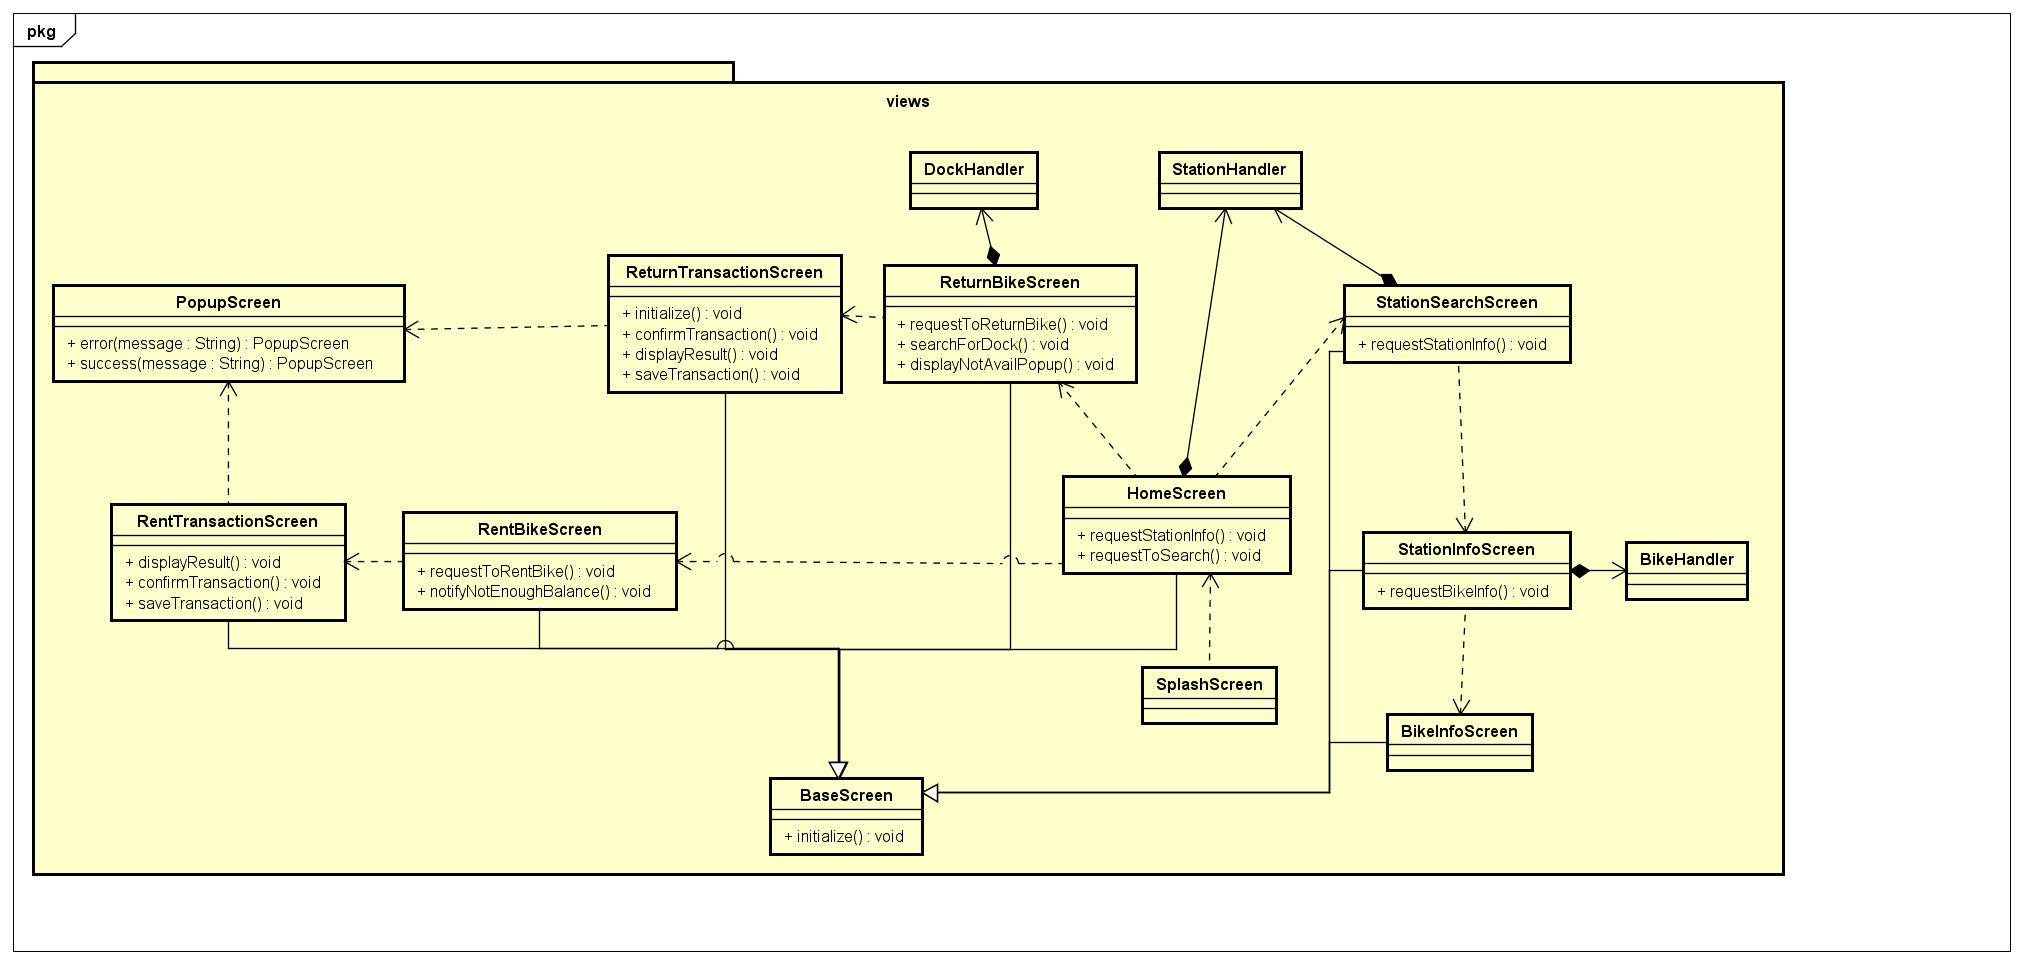 pkg
views
DockHandler
StationHandler
ReturnTransactionScreen
+ initialize() : void
+ confirmTransaction() : void
+ displayResult() : void
+ saveTransaction() : void
ReturnBikeScreen
+ requestToReturnBike() : void
+ searchForDock() : void
+ displayNotAvailPopup() : void
PopupScreen
+ error(message : String) : PopupScreen
+ success(message : String) : PopupScreen
StationSearchScreen
+ requestStationInfo() : void
RentTransactionScreen
+ displayResult() : void
+ confirmTransaction() : void
+ saveTransaction() : void
RentBikeScreen
+ requestToRentBike() : void
+ notifyNotEnoughBalance() : void
HomeScreen
+ requestStationInfo() : void
+ requestToSearch() : void
StationInfoScreen
+ requestBikeInfo() : void
BikeHandler
SplashScreen
BikeInfoScreen
BaseScreen
+ initialize() : void